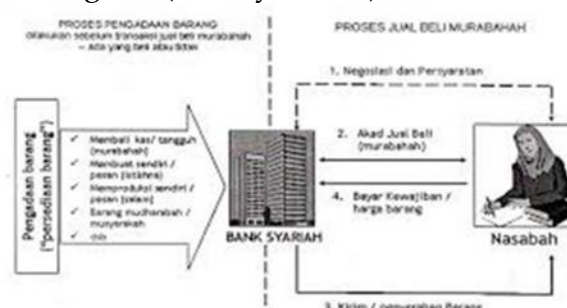 PROSES PENGADAAN BARANG
dilakukan sebelum transaksi jual beli murabahah
– ada yang beli atau tidak
PROSES JUAL BELI MURABAHAH
Pengadaan barang
("persediaan barang")
✓ Membeli kas/ tangguh
(murabahah)
✓ Membuat sendiri /
pesan (istishna)
✓ Memproduksi sendiri /
pesan (salam)
✓ Barang mudharabah /
musyarakah
✓ dlb
BANK SYARIAH
1. Negosiasi dan Persyaratan
2. Akad Jual Beli
(murabahah)
4. Bayar Kewajiban /
harga barang
Nasabah
3. Kirim / penyerahan Barang